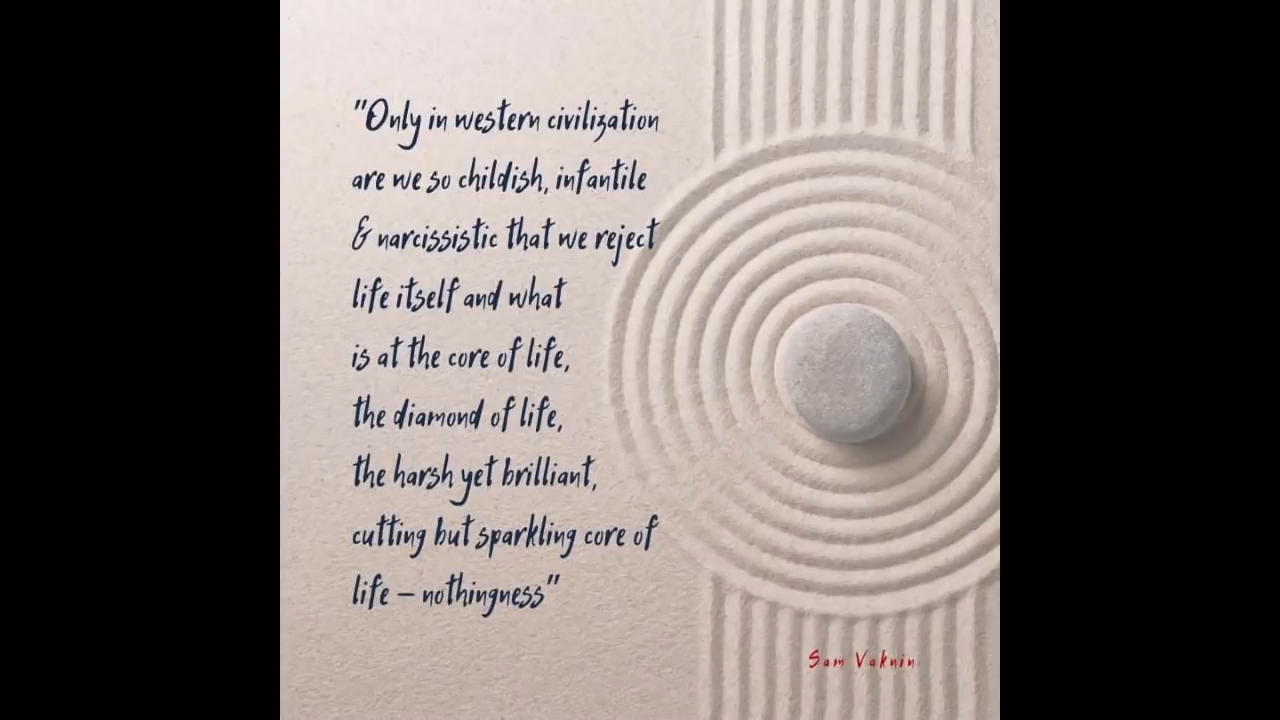 "Only in western civilization
are we so childish, infantile
& narcissistic that we reject
life itself and what
is at the core of life,
the diamond of life,
the harsh yet brilliant,
cutting but sparkling core of
life – nothingness"
Sam Vaknin